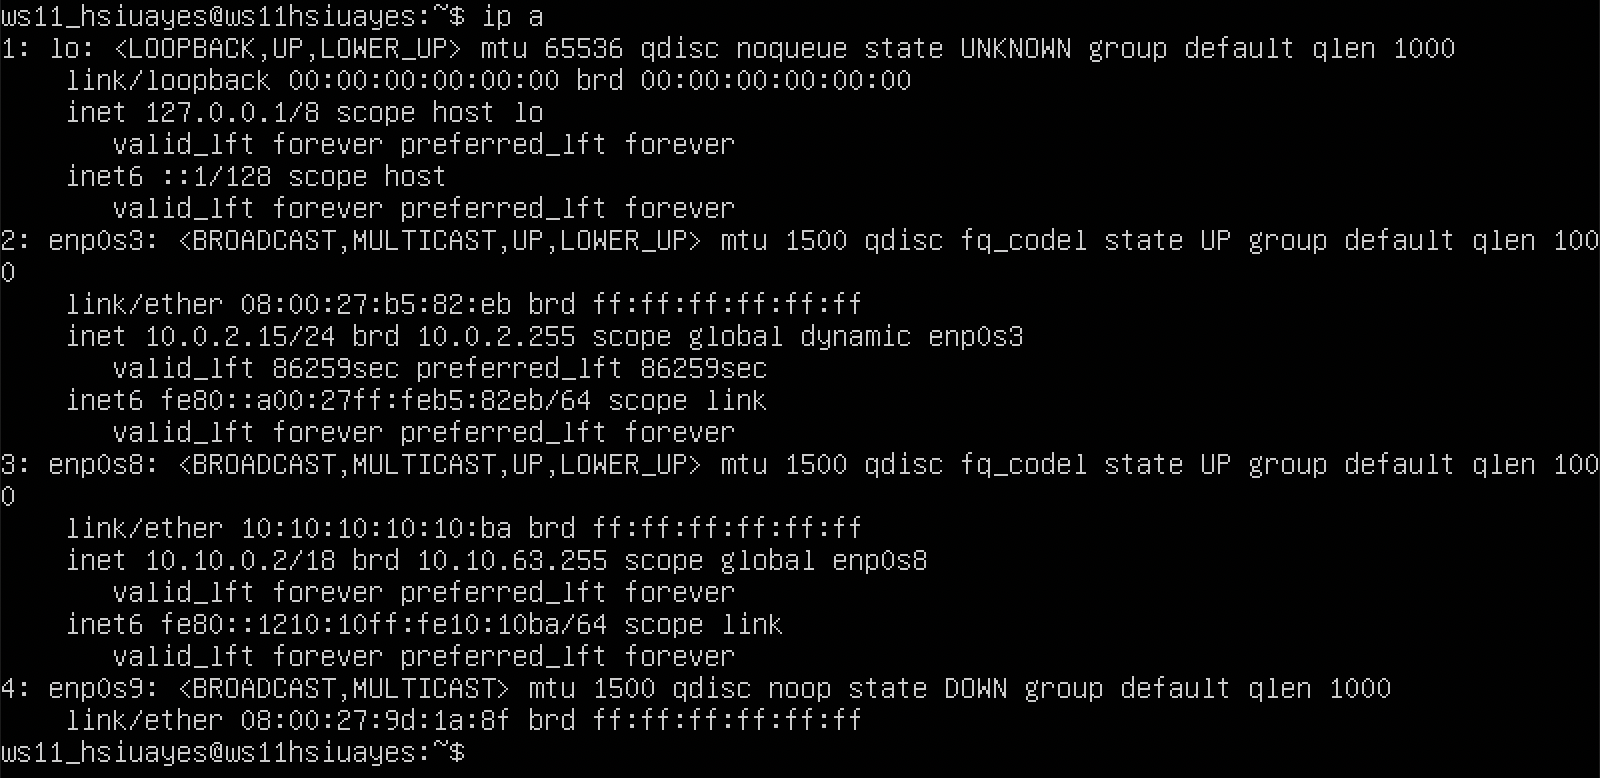 ws11_hsiuayes@ws11hsiuayes:~$ ip a
1: lo: <LOOPBACK,UP,LOWER_UP> mtu 65536 qdisc noqueue state UNKNOWN group default qlen 1000
    link/loopback 00:00:00:00:00:00 brd 00:00:00:00:00:00
    inet 127.0.0.1/8 scope host lo
       valid_lft forever preferred_lft forever
    inet6 ::1/128 scope host
       valid_lft forever preferred_lft forever
2: enp0s3: <BROADCAST,MULTICAST,UP,LOWER_UP> mtu 1500 qdisc fq_codel state UP group default qlen 100
0
    link/ether 08:00:27:b5:82:eb brd ff:ff:ff:ff:ff:ff
    inet 10.0.2.15/24 brd 10.0.2.255 scope global dynamic enp0s3
       valid_lft 86259sec preferred_lft 86259sec
    inet6 fe80::a00:27ff:feb5:82eb/64 scope link
       valid_lft forever preferred_lft forever
3: enp0s8: <BROADCAST,MULTICAST,UP,LOWER_UP> mtu 1500 qdisc fq_codel state UP group default qlen 100
0
    link/ether 10:10:10:10:10:ba brd ff:ff:ff:ff:ff:ff
    inet 10.10.0.2/18 brd 10.10.63.255 scope global enp0s8
       valid_lft forever preferred_lft forever
    inet6 fe80::1210:10ff:fe10:10ba/64 scope link
       valid_lft forever preferred_lft forever
4: enp0s9: <BROADCAST,MULTICAST> mtu 1500 qdisc noop state DOWN group default qlen 1000
    link/ether 08:00:27:9d:1a:8f brd ff:ff:ff:ff:ff:ff
ws11_hsiuayes@ws11hsiuayes:~$